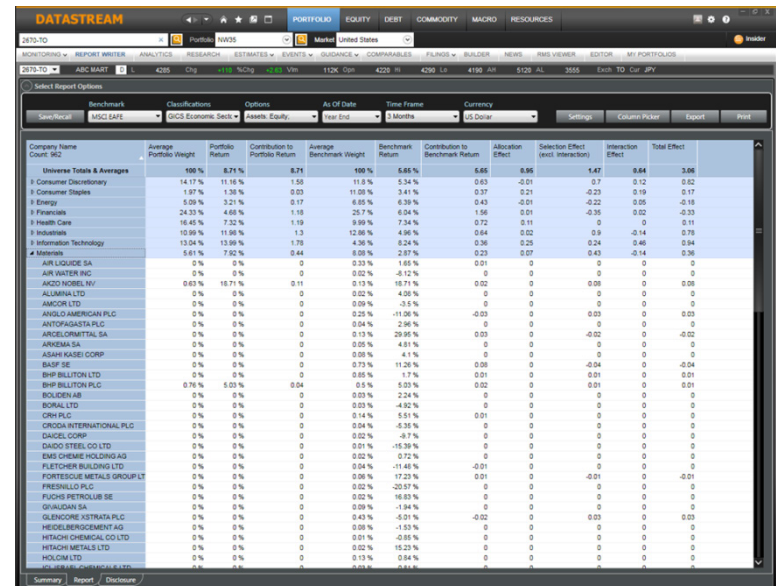 DATASTREAM PORTFOLIO EQUITY DEBT COMMODITY MACRO RESOURCES
2670-TO Portfolio NW35 Market United States Insider
MONITORING REPORT WRITER ANALYTICS RESEARCH ESTIMATES EVENTS GUIDANCE COMPARABLES FILINGS BUILDER NEWS RMS VIEWER EDITOR MY PORTFOLIOS
2670-TO ABC MART D L 4285 Chg +110 %Chg +2.63 Vlm 112K Opn 4220 Hi 4290 Lo 4190 AH 5120 AL 3555 Exch TO Cur JPY
Select Report Options
Benchmark Classifications Options As Of Date Time Frame Currency
Save/Recall MSCI EAFE GICS Economic Secto Assets: Equity; Year End 3 Months US Dollar Settings Column Picker Export Print
Company Name Average Portfolio Contribution to Average Benchmark Contribution to Allocation Selection Effect Interaction Total Effect
Count: 962 Portfolio Weight Return Portfolio Return Benchmark Weight Return Benchmark Return Effect (excl. Interaction) Effect
Universe Totals & Averages 100 % 8.71 % 8.71 100 % 5.65 % 5.65 0.95 1.47 0.64 3.06
Consumer Discretionary 14.17 % 11.16 % 1.58 11.8 % 5.34 % 0.63 -0.01 0.7 0.12 0.82
Consumer Staples 1.97 % 1.38 % 0.03 11.08 % 3.41 % 0.37 0.21 -0.23 0.19 0.17
Energy 5.09 % 3.21 % 0.17 6.85 % 6.39 % 0.43 -0.01 -0.22 0.05 -0.18
Financials 24.33 % 4.68 % 1.18 25.7 % 6.04 % 1.56 0.01 -0.35 0.02 -0.33
Health Care 16.45 % 7.32 % 1.19 9.99 % 7.34 % 0.72 0.11 0 0 0.11
Industrials 10.99 % 11.98 % 1.3 12.86 % 4.96 % 0.64 0.02 0.9 -0.14 0.78
Information Technology 13.04 % 13.99 % 1.78 4.36 % 8.24 % 0.36 0.25 0.24 0.46 0.94
Materials 5.61 % 7.92 % 0.44 8.08 % 2.87 % 0.23 0.07 0.43 -0.14 0.36
AIR LIQUIDE SA 0 % 0 % 0 0.33 % 1.65 % 0.01 0 0 0 0
AIR WATER INC 0 % 0 % 0 0.02 % -8.12 % 0 0 0 0 0
AKZO NOBEL NV 0.63 % 18.71 % 0.11 0.13 % 18.71 % 0.02 0 0.08 0 0.08
ALUMINA LTD 0 % 0 % 0 0.02 % 4.08 % 0 0 0 0 0
AMCOR LTD 0 % 0 % 0 0.09 % -3.5 % 0 0 0 0 0
ANGLO AMERICAN PLC 0 % 0 % 0 0.25 % -11.06 % -0.03 0 0.03 0 0.03
ANTOFAGASTA PLC 0 % 0 % 0 0.04 % 2.96 % 0 0 0 0 0
ARCELORMITTAL SA 0 % 0 % 0 0.13 % 29.95 % 0.03 0 -0.02 0 -0.02
ARKEMA SA 0 % 0 % 0 0.05 % 4.81 % 0 0 0 0 0
ASAHI KASEI CORP 0 % 0 % 0 0.08 % 4.1 % 0 0 0 0 0
BASF SE 0 % 0 % 0 0.73 % 11.26 % 0.08 0 -0.04 0 -0.04
BHP BILLITON LTD 0 % 0 % 0 0.85 % 1.7 % 0.01 0 0.01 0 0.01
BHP BILLITON PLC 0.76 % 5.03 % 0.04 0.5 % 5.03 % 0.02 0 0.01 0 0.01
BOLIDEN AB 0 % 0 % 0 0.03 % 2.24 % 0 0 0 0 0
BORAL LTD 0 % 0 % 0 0.03 % -4.92 % 0 0 0 0 0
CRH PLC 0 % 0 % 0 0.14 % 5.51 % 0.01 0 0 0 0
CRODA INTERNATIONAL PLC 0 % 0 % 0 0.04 % -5.35 % 0 0 0 0 0
DAICEL CORP 0 % 0 % 0 0.02 % -9.7 % 0 0 0 0 0
DAIDO STEEL CO LTD 0 % 0 % 0 0.01 % -15.39 % 0 0 0 0 0
EMS CHEMIE HOLDING AG 0 % 0 % 0 0.02 % 0.72 % 0 0 0 0 0
FLETCHER BUILDING LTD 0 % 0 % 0 0.04 % -11.48 % -0.01 0 0 0 0
FORTESCUE METALS GROUP LT 0 % 0 % 0 0.06 % 17.23 % 0.01 0 -0.01 0 -0.01
FRESNILLO PLC 0 % 0 % 0 0.02 % -20.57 % 0 0 0 0 0
FUCHS PETROLUB SE 0 % 0 % 0 0.02 % 16.83 % 0 0 0 0 0
GIVAUDAN SA 0 % 0 % 0 0.09 % -1.94 % 0 0 0 0 0
GLENCORE XSTRATA PLC 0 % 0 % 0 0.43 % -5.01 % -0.02 0 0.03 0 0.03
HEIDELBERGCEMENT AG 0 % 0 % 0 0.08 % -1.53 % 0 0 0 0 0
HITACHI CHEMICAL CO LTD 0 % 0 % 0 0.01 % -0.85 % 0 0 0 0 0
HITACHI METALS LTD 0 % 0 % 0 0.02 % 15.23 % 0 0 0 0 0
HOLCIM LTD 0 % 0 % 0 0.13 % 0.84 % 0 0 0 0 0
Summary Report Disclosure